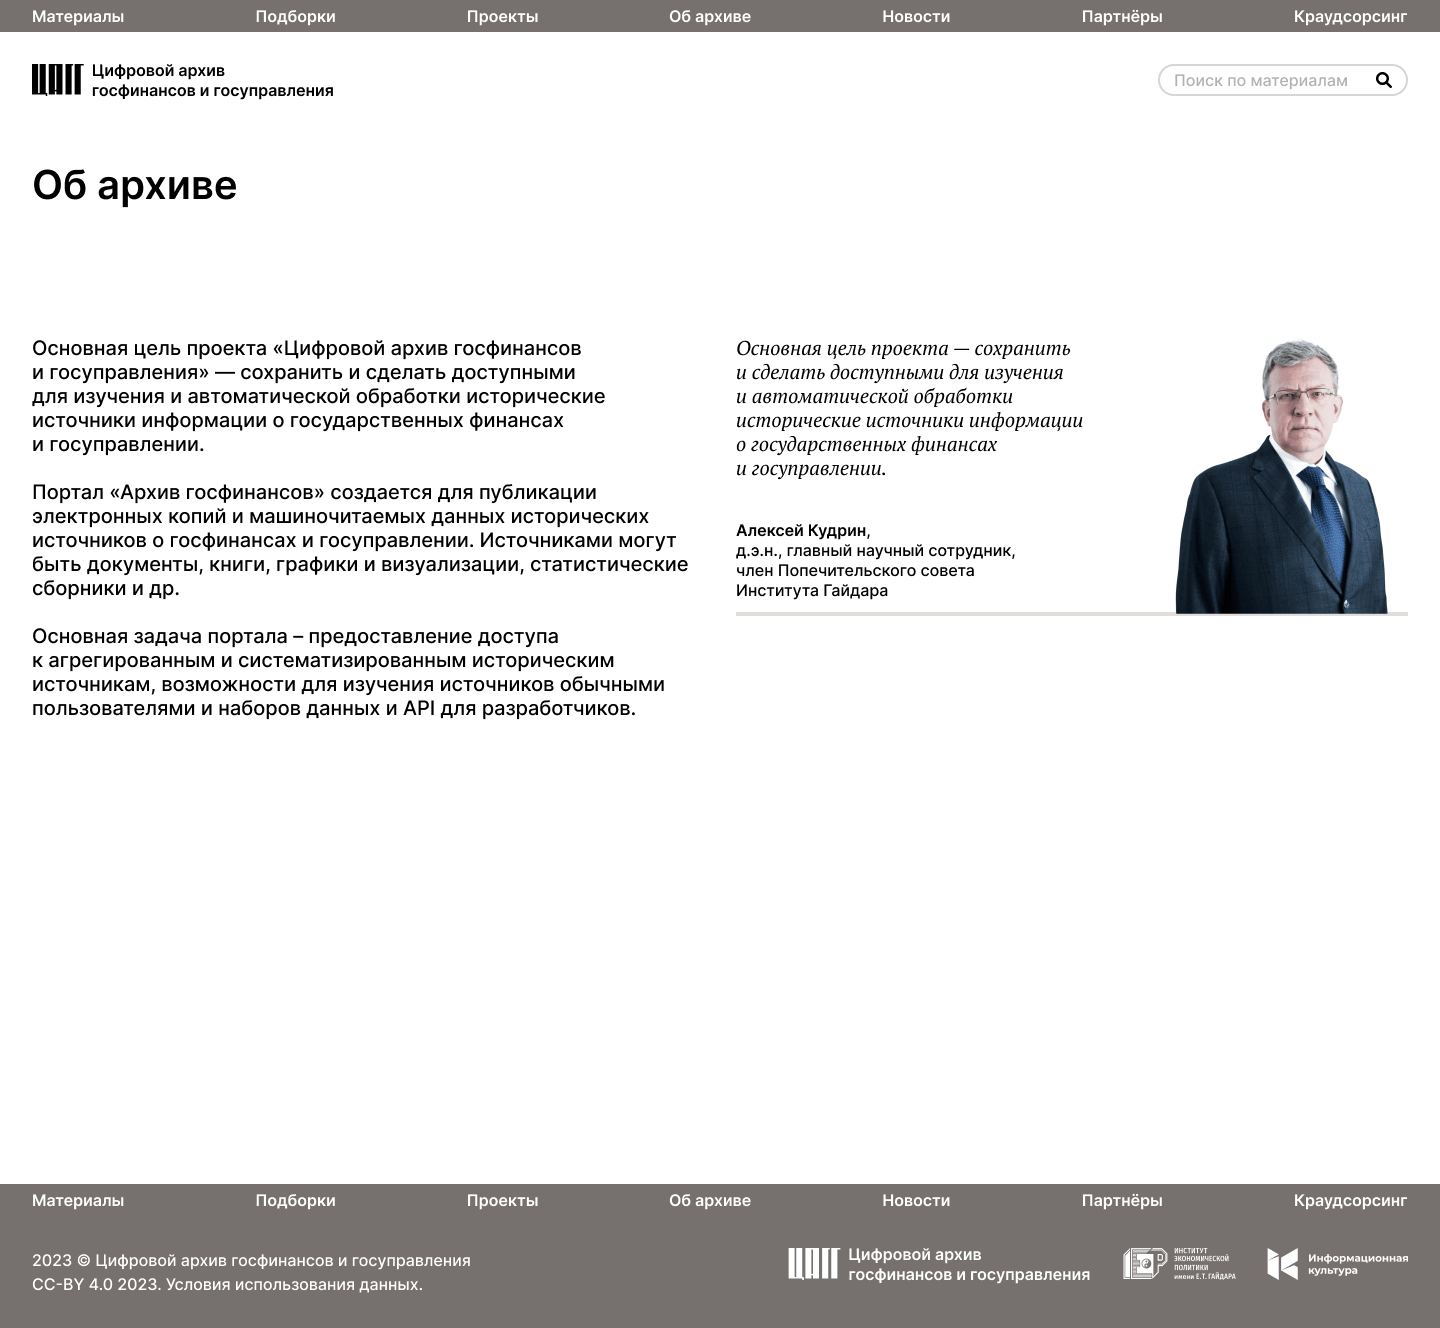 Материалы
Подборки
Проекты
Об архиве
Новости
Партнёры
Краудсорсинг
ЦАГГ
Цифровой архив
госфинансов и госуправления
Поиск по материалам
Об архиве
Основная цель проекта «Цифровой архив госфинансов
и госуправления» — сохранить и сделать доступными
для изучения и автоматической обработки исторические
источники информации о государственных финансах
и госуправлении.
Портал «Архив госфинансов» создается для публикации
электронных копий и машиночитаемых данных исторических
источников о госфинансах и госуправлении. Источниками могут
быть документы, книги, графики и визуализации, статистические
сборники и др.
Основная задача портала – предоставление доступа
к агрегированным и систематизированным историческим
источникам, возможности для изучения источников обычными
пользователями и наборов данных и API для разработчиков.
Основная цель проекта — сохранить
и сделать доступными для изучения
и автоматической обработки
исторические источники информации
о государственных финансах
и госуправлении.
Алексей Кудрин,
д.э.н., главный научный сотрудник,
член Попечительского совета
Института Гайдара
Материалы
Подборки
Проекты
Об архиве
Новости
Партнёры
Краудсорсинг
2023 © Цифровой архив госфинансов и госуправления
CC-BY 4.0 2023. Условия использования данных.
ЦАГГ
Цифровой архив
госфинансов и госуправления
ИНСТИТУТ
ЭКОНОМИЧЕСКОЙ
ПОЛИТИКИ
имени Е.Т. ГАЙДАРА
Информационная
культура